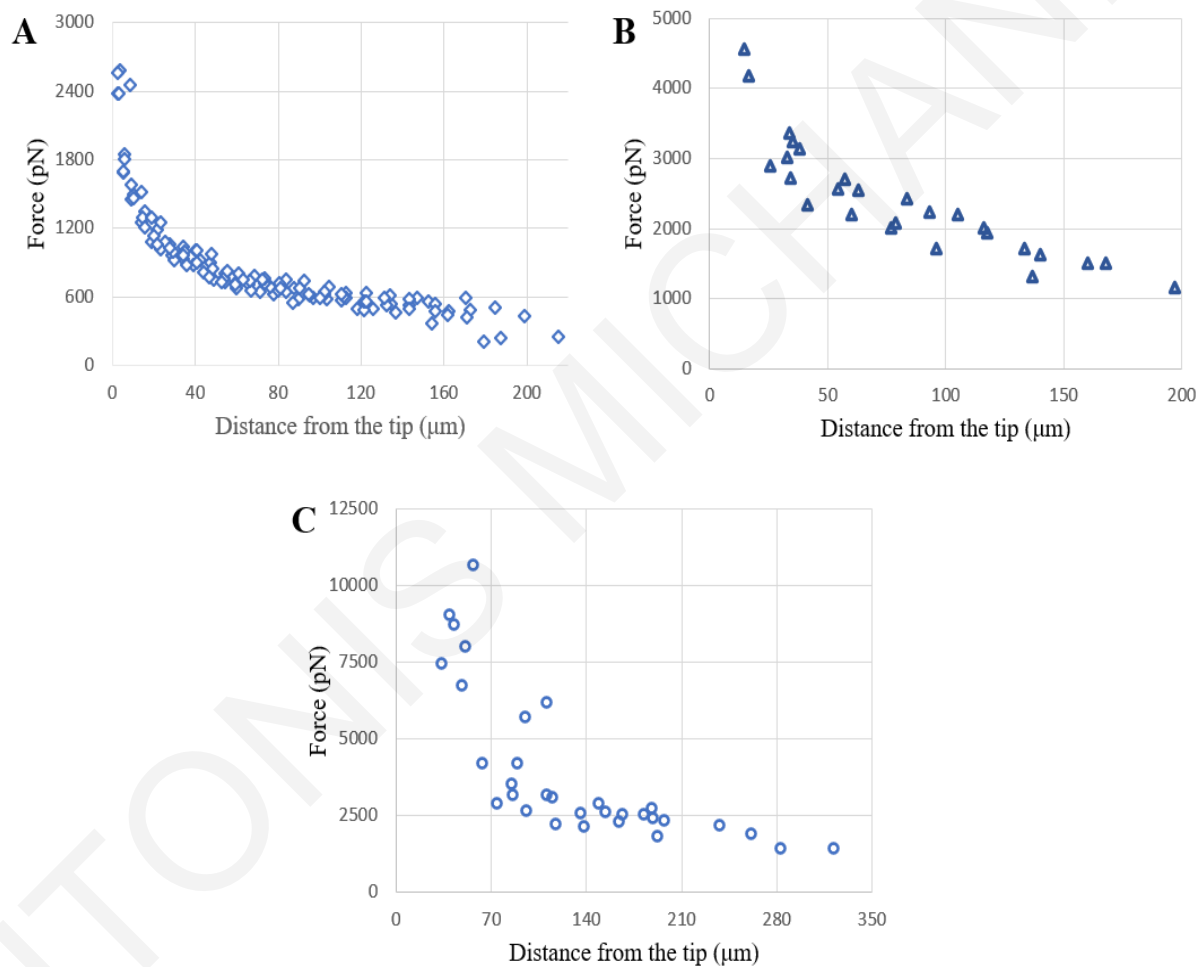 A
3000
2400
1800
1200
600
0
Force (pN)
0 40 80 120 160 200
Distance from the tip (μm)
B
5000
4000
3000
2000
1000
0
Force (pN)
0 50 100 150 200
Distance from the tip (μm)
C
12500
10000
7500
5000
2500
0
Force (pN)
0 70 140 210 280 350
Distance from the tip (μm)
NTONIS MICHAN